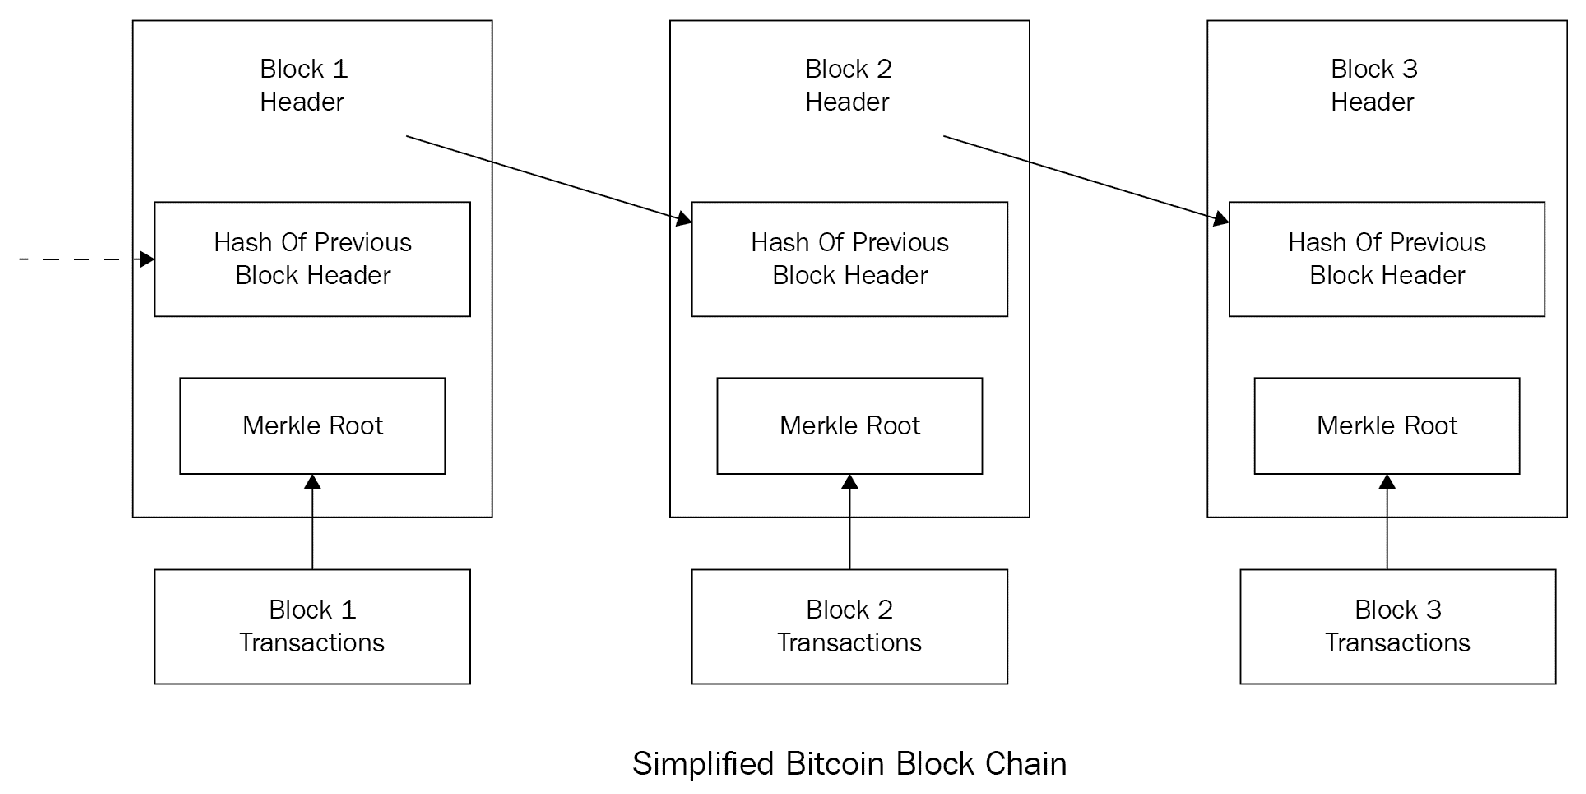 Block 1
Header
Block 2
Header
Block 3
Header
Hash Of Previous
Block Header
Hash Of Previous
Block Header
Hash Of Previous
Block Header
Merkle Root
Merkle Root
Merkle Root
Block 1
Transactions
Block 2
Transactions
Block 3
Transactions
Simplified Bitcoin Block Chain